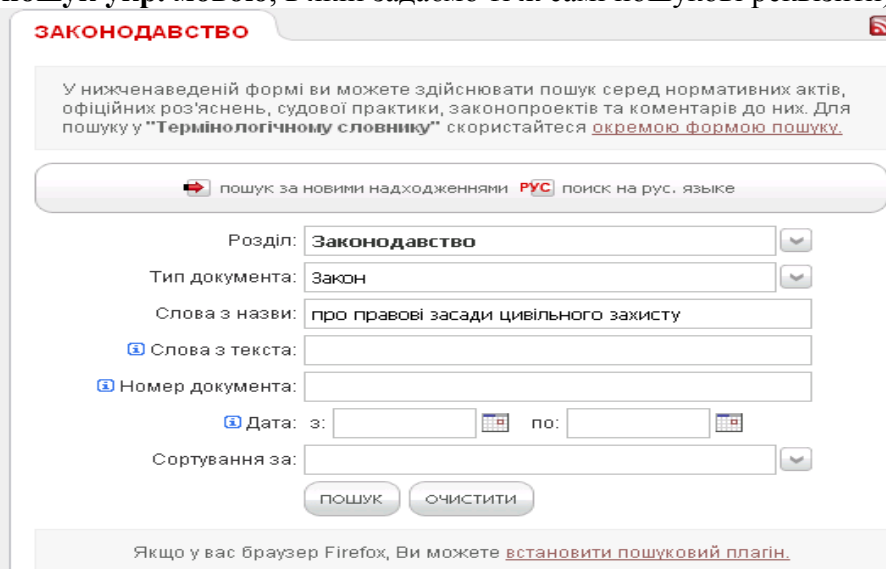 ЗАКОНОДАВСТВО
У нижченаведеній формі ви можете здійснювати пошук серед нормативних актів,
офіційних роз'яснень, судової практики, законопроектів та коментарів до них. Для
пошуку у "Термінологічному словнику" скористайтеся окремою формою пошуку.
пошук за новими надходженнями РУС поиск на рус. языке
Розділ: Законодавство
Тип документа: Закон
Слова з назви: про правові засади цивільного захисту
Слова з текста:
Номер документа:
Дата: з: по:
Сортування за:
пошук очистити
Якщо у вас браузер Firefox, Ви можете встановити пошуковий плагін.